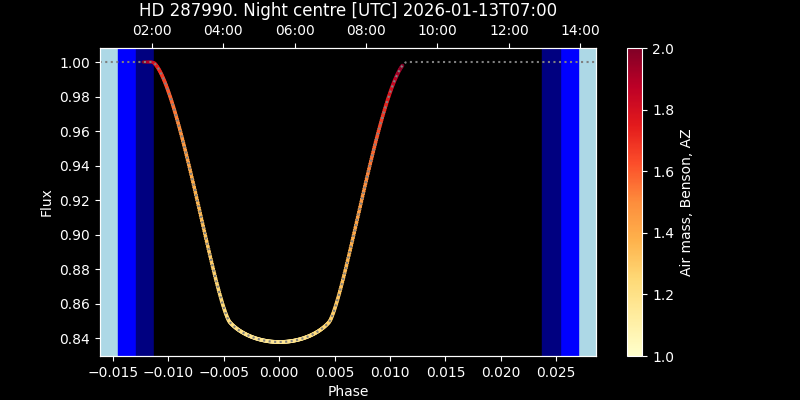 HD 287990. Night centre [UTC] 2026-01-13T07:00
02:00 04:00 06:00 08:00 10:00 12:00 14:00
1.00
0.98
0.96
0.94
0.92
0.90
0.88
0.86
0.84
Flux
−0.015 −0.010 −0.005 0.000 0.005 0.010 0.015 0.020 0.025
Phase
2.0
1.8
1.6
1.4
1.2
1.0
Air mass, Benson, AZ